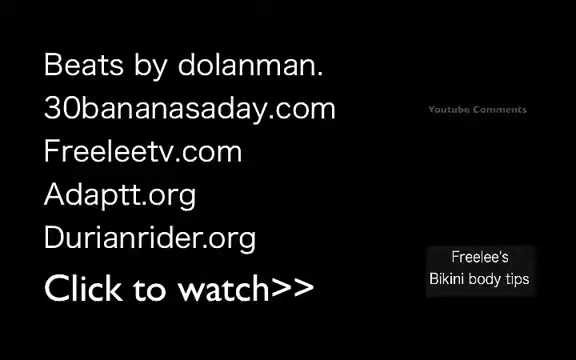 Beats by dolanman.
30bananasaday.com
Freeleetv.com
Adaptt.org
Durianrider.org
Click to watch>>
Youtube Comments
Freelee's
Bikini body tips